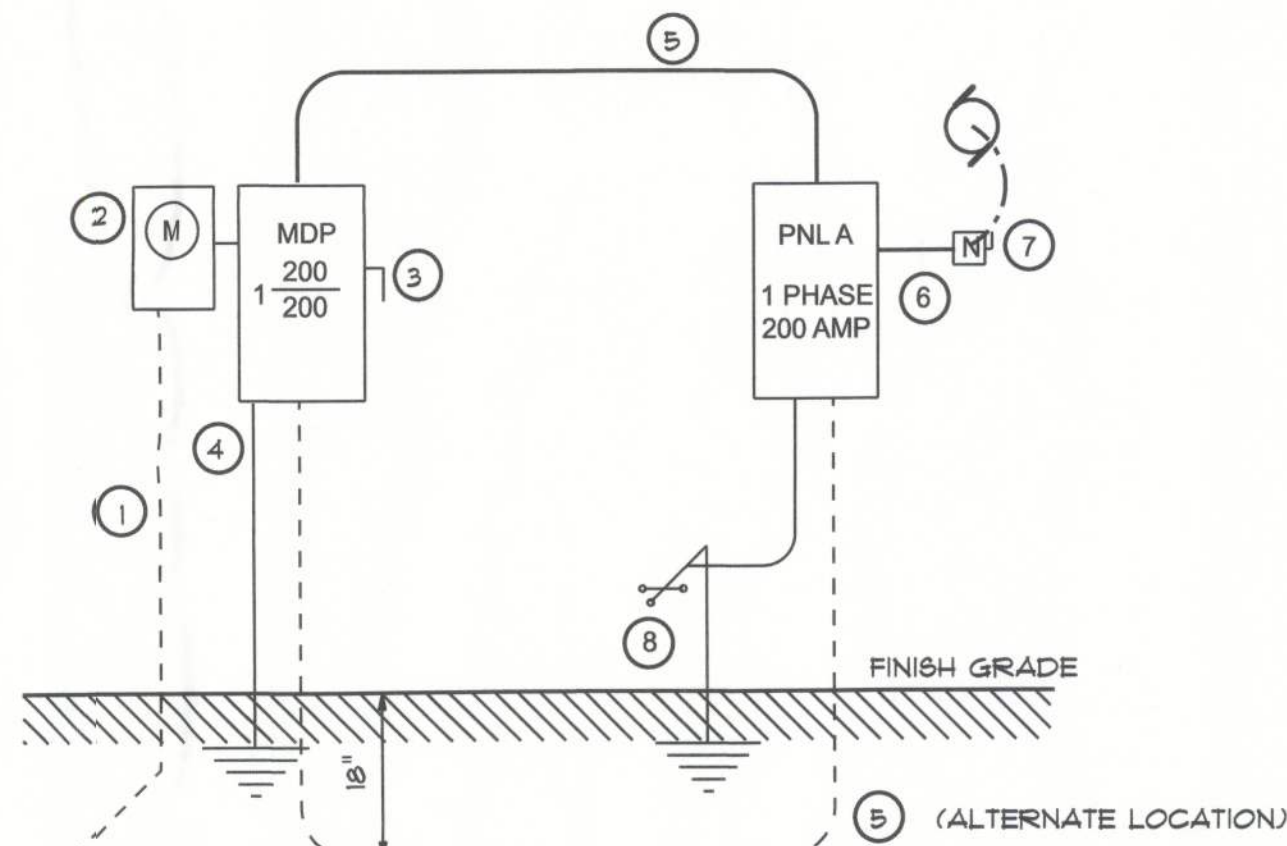 5
2
M
MDP
1 200/200
3
PNL A
1 PHASE
200 AMP
N
7
6
4
1
8
FINISH GRADE
18"
5 (ALTERNATE LOCATION)